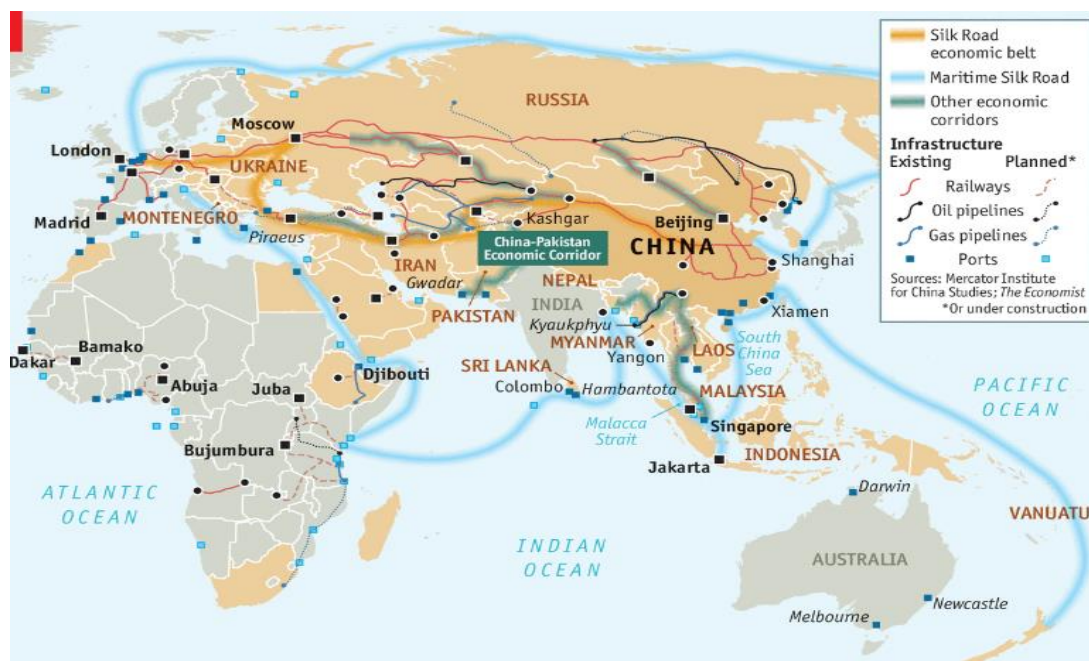 Silk Road
economic belt
Maritime Silk Road
Other economic
corridors
Infrastructure
Existing Planned*
Railways
Oil pipelines
Gas pipelines
Ports
Sources: Mercator Institute
for China Studies; The Economist
*Or under construction
RUSSIA
Moscow
London
UKRAINE
Madrid
MONTENEGRO
Piraeus
Kashgar
Beijing
CHINA
China-Pakistan
Economic Corridor
IRAN
Gwadar
NEPAL
INDIA
Shanghai
PAKISTAN
Kyaukphyu
Xiamen
MYANMAR
Yangon
LAOS
South
China
Sea
Dakar
Bamako
Abuja
Juba
Djibouti
SRI LANKA
Colombo
Hambantota
MALAYSIA
Malacca
Strait
Singapore
PACIFIC
OCEAN
Bujumbura
Jakarta
INDONESIA
ATLANTIC
OCEAN
INDIAN
OCEAN
Darwin
VANUATU
AUSTRALIA
Newcastle
Melbourne